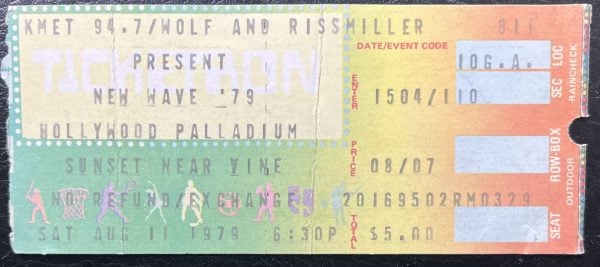 KMET 94.7/WOLF AND RISSMILLER 81F
PRESENT
NEW WAVE '79
HOLLYWOOD PALLADIUM
SUNSET NEAR VINE
NO REFUND/EXCHANGE
SAT AUG 11 1979 6:30P $5.00
TICKETRON
DATE/EVENT CODE
10G.A.
ENTER
1504/110
PRICE
08/07
20169502RM0329
TOTAL
SEC LOC
ROW-BOX
SEAT
RAINCHECK
OUTDOOR